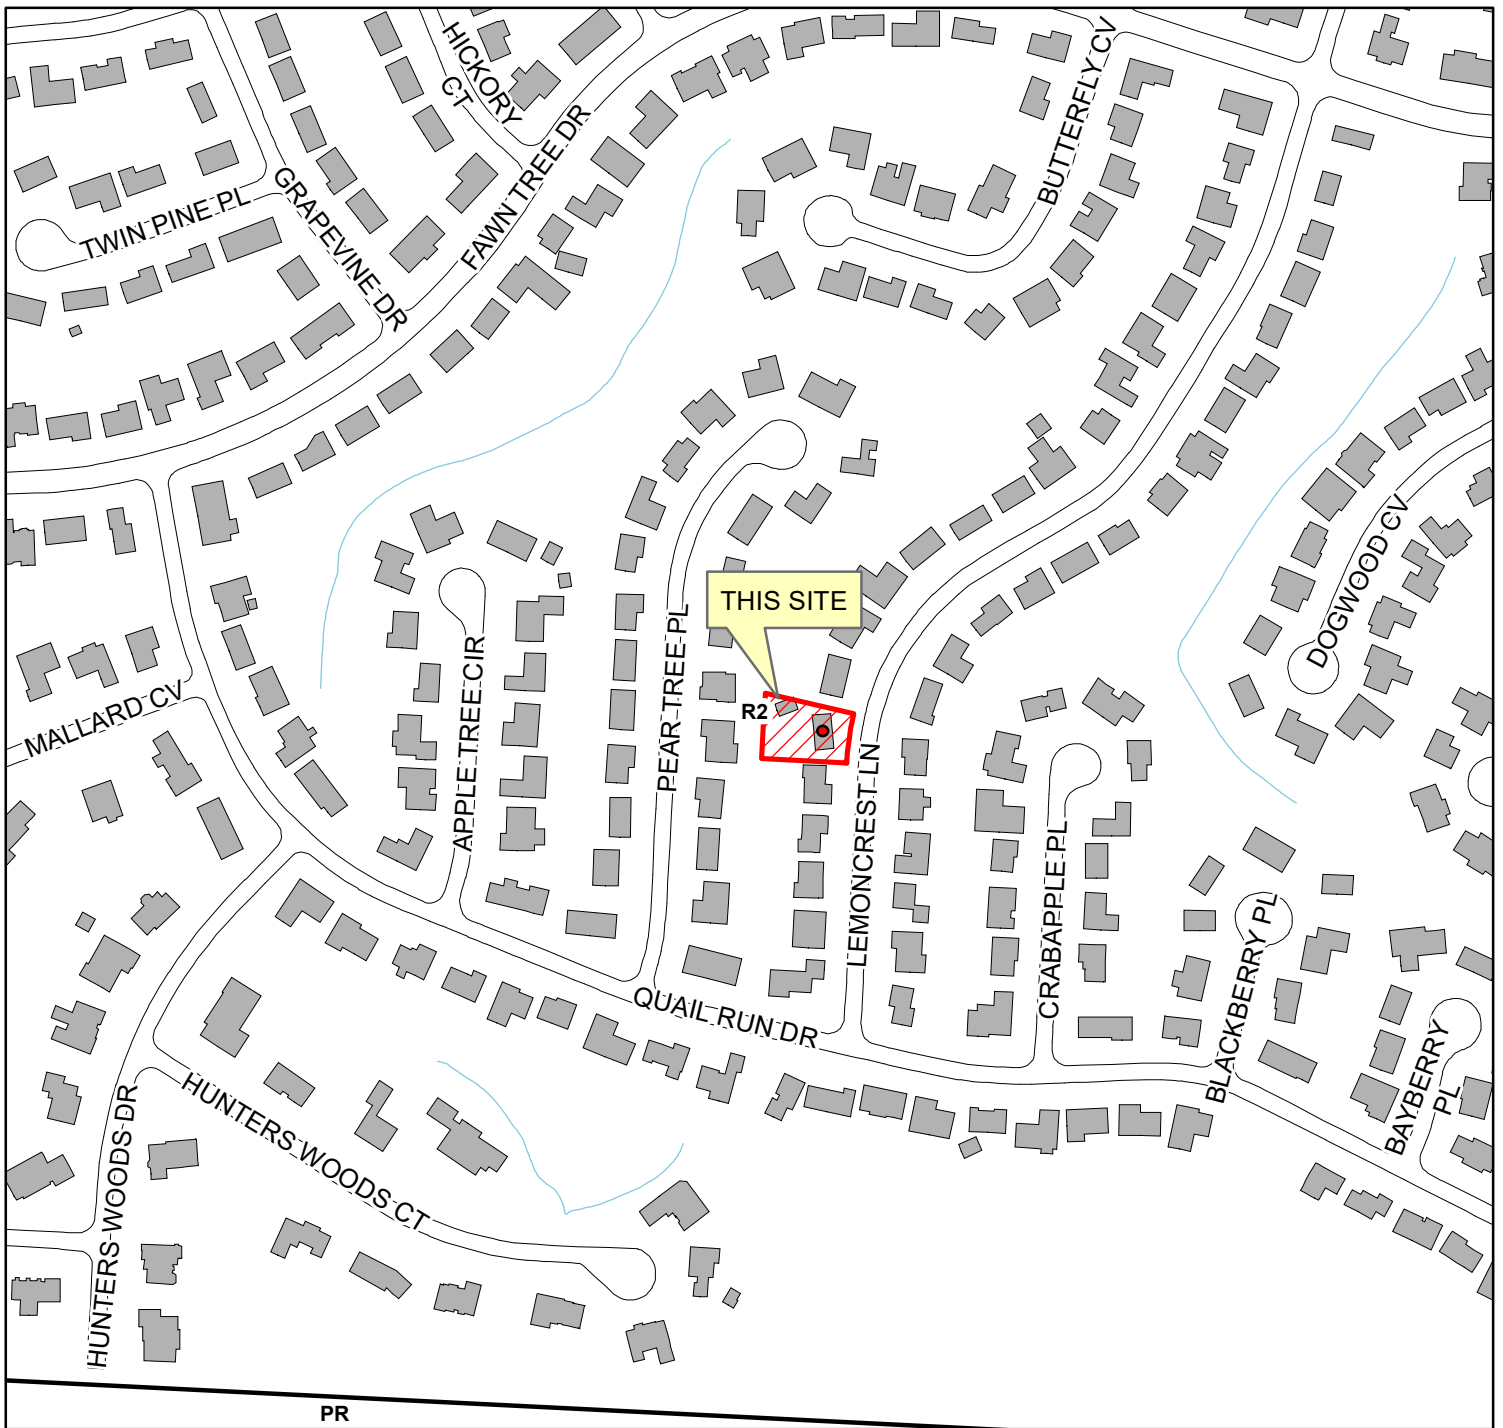 HICKORY
CT
BUTTERFLY CV
FAWN TREE DR
GRAPEVINE DR
TWIN PINE PL
DOGWOOD CV
THIS SITE
R2
PEAR TREE PL
APPLE TREE CIR
MALLARD CV
LEMONCREST LN
CRABAPPLE PL
BLACKBERRY PL
QUAIL RUN DR
BAYBERRY
PL
HUNTERS WOODS DR
HUNTERS WOODS CT
PR